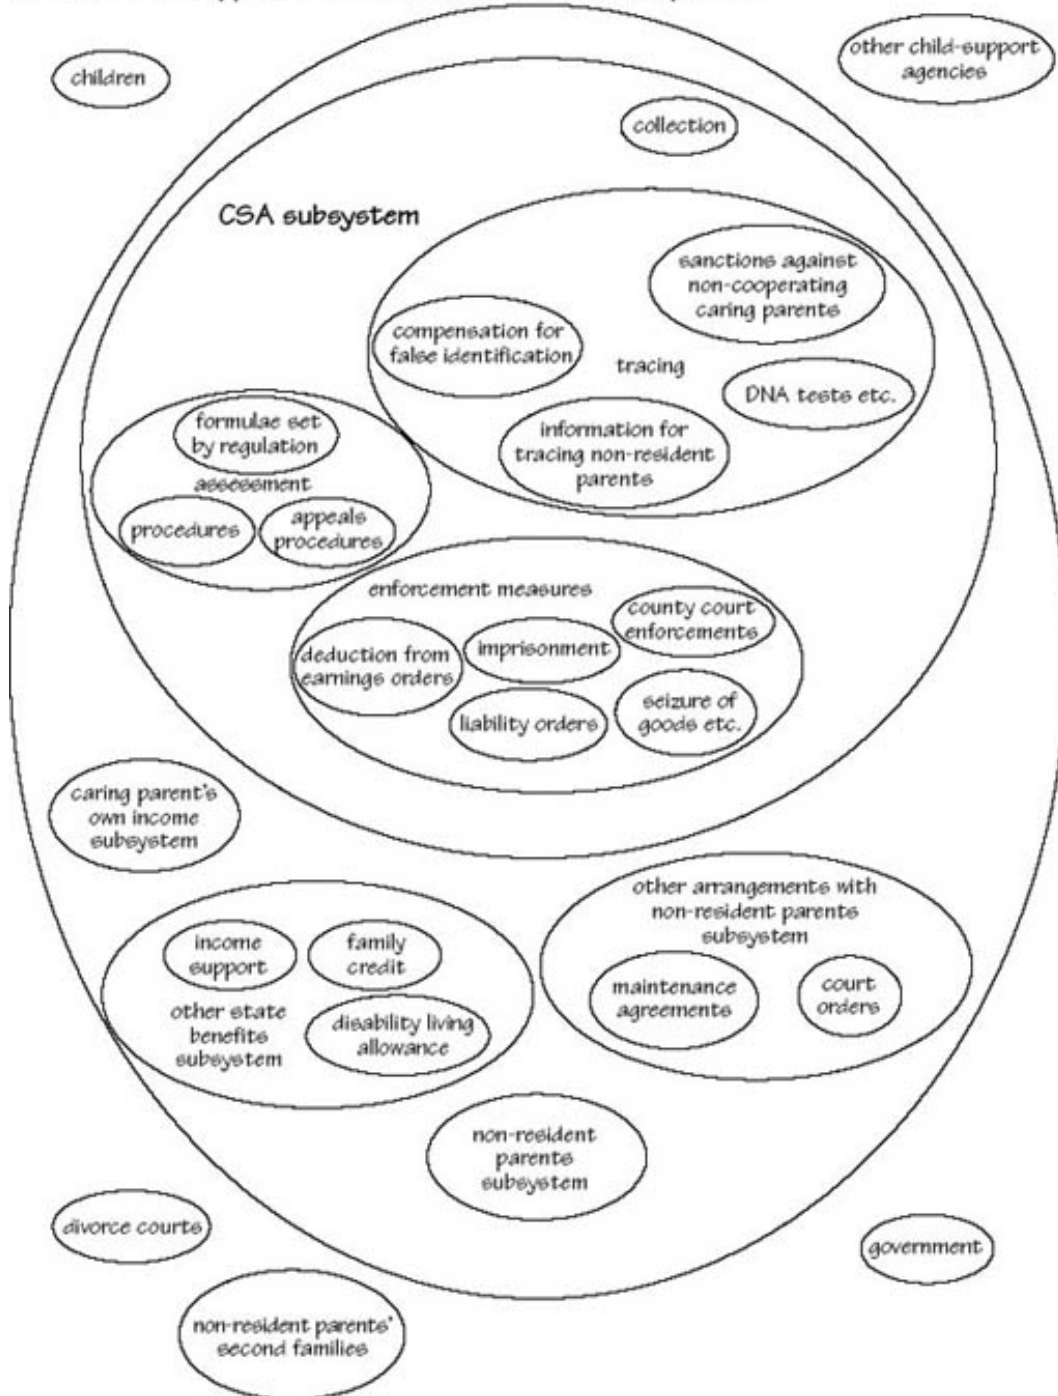 children
other child-support
agencies
collection
CSA subsystem
sanctions against
non-cooperating
caring parents
compensation for
false identification
tracing
DNA tests etc.
formulae set
by regulation
information for
tracing non-resident
parents
assessment
procedures
appeals
procedures
enforcement measures
county court
enforcements
deduction from
earnings orders
imprisonment
liability orders
seizure of
goods etc.
caring parent's
own income
subsystem
other arrangements with
non-resident parents
subsystem
income
support
family
credit
maintenance
agreements
court
orders
other state
benefits
subsystem
disability living
allowance
non-resident
parents
subsystem
divorce courts
government
non-resident parents'
second families